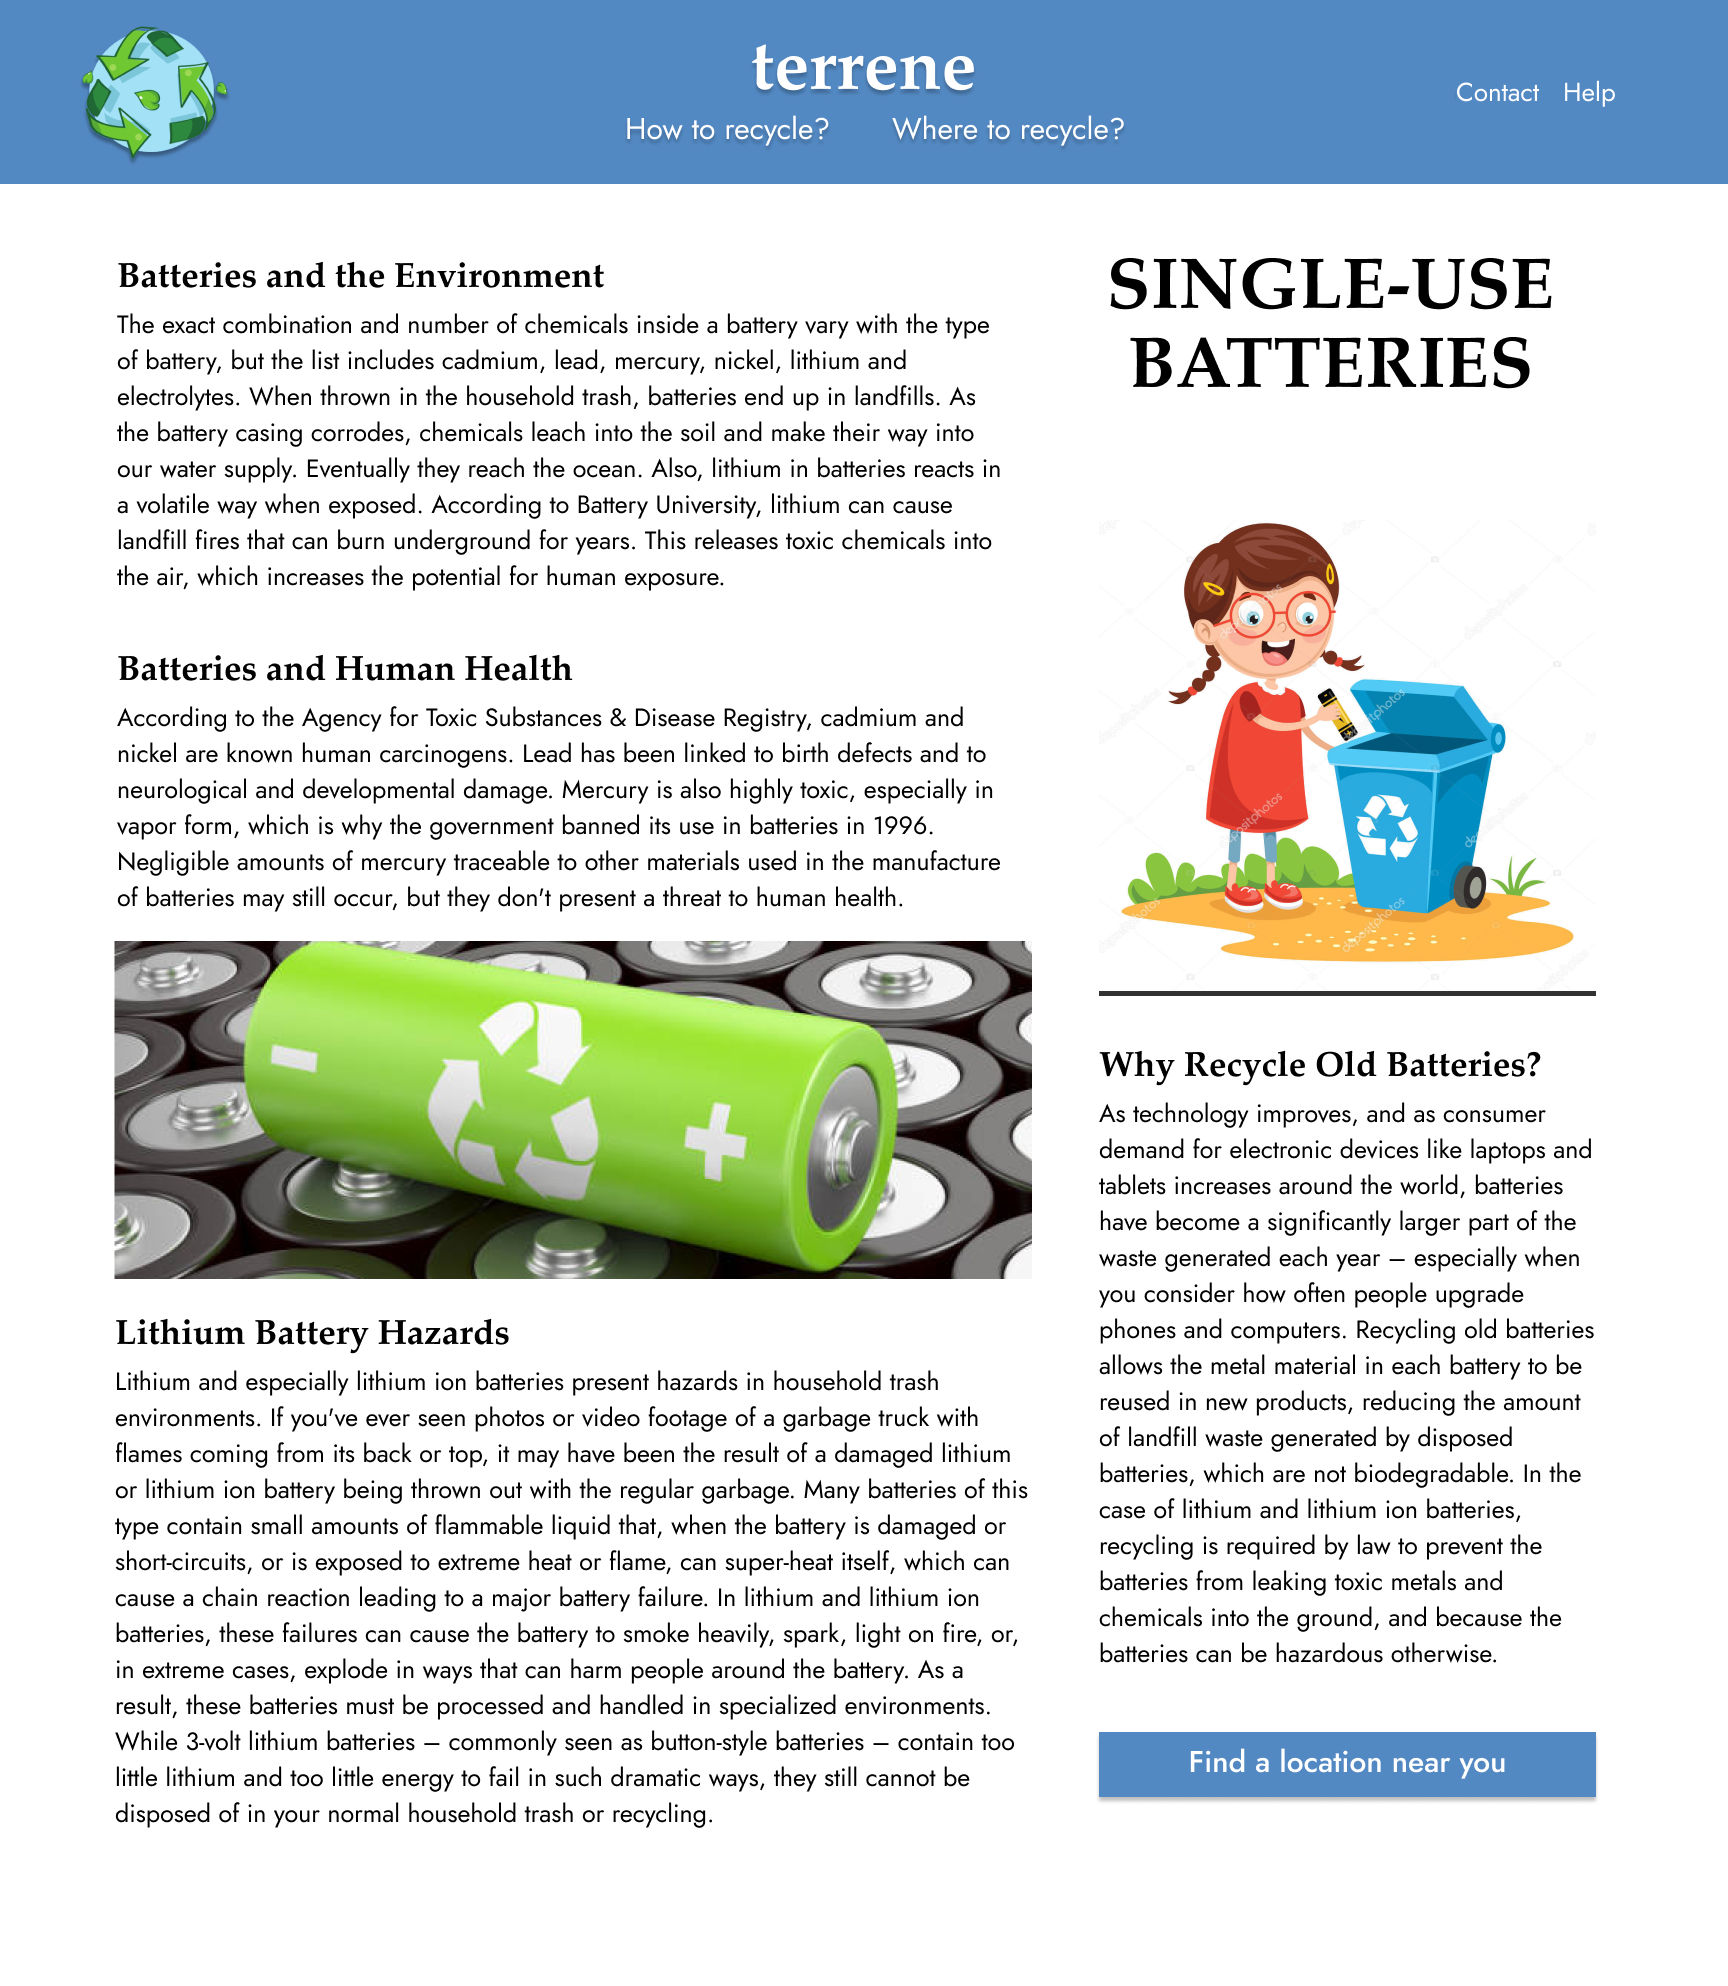 terrene
How to recycle? Where to recycle?
Contact Help
Batteries and the Environment
The exact combination and number of chemicals inside a battery vary with the type
of battery, but the list includes cadmium, lead, mercury, nickel, lithium and
electrolytes. When thrown in the household trash, batteries end up in landfills. As
the battery casing corrodes, chemicals leach into the soil and make their way into
our water supply. Eventually they reach the ocean. Also, lithium in batteries reacts in
a volatile way when exposed. According to Battery University, lithium can cause
landfill fires that can burn underground for years. This releases toxic chemicals into
the air, which increases the potential for human exposure.
Batteries and Human Health
According to the Agency for Toxic Substances & Disease Registry, cadmium and
nickel are known human carcinogens. Lead has been linked to birth defects and to
neurological and developmental damage. Mercury is also highly toxic, especially in
vapor form, which is why the government banned its use in batteries in 1996.
Negligible amounts of mercury traceable to other materials used in the manufacture
of batteries may still occur, but they don't present a threat to human health.
Lithium Battery Hazards
Lithium and especially lithium ion batteries present hazards in household trash
environments. If you've ever seen photos or video footage of a garbage truck with
flames coming from its back or top, it may have been the result of a damaged lithium
or lithium ion battery being thrown out with the regular garbage. Many batteries of this
type contain small amounts of flammable liquid that, when the battery is damaged or
short-circuits, or is exposed to extreme heat or flame, can super-heat itself, which can
cause a chain reaction leading to a major battery failure. In lithium and lithium ion
batteries, these failures can cause the battery to smoke heavily, spark, light on fire, or,
in extreme cases, explode in ways that can harm people around the battery. As a
result, these batteries must be processed and handled in specialized environments.
While 3-volt lithium batteries – commonly seen as button-style batteries – contain too
little lithium and too little energy to fail in such dramatic ways, they still cannot be
disposed of in your normal household trash or recycling.
SINGLE-USE
BATTERIES
depositphotos
depositphotos
depositphotos
Why Recycle Old Batteries?
As technology improves, and as consumer
demand for electronic devices like laptops and
tablets increases around the world, batteries
have become a significantly larger part of the
waste generated each year – especially when
you consider how often people upgrade
phones and computers. Recycling old batteries
allows the metal material in each battery to be
reused in new products, reducing the amount
of landfill waste generated by disposed
batteries, which are not biodegradable. In the
case of lithium and lithium ion batteries,
recycling is required by law to prevent the
batteries from leaking toxic metals and
chemicals into the ground, and because the
batteries can be hazardous otherwise.
Find a location near you